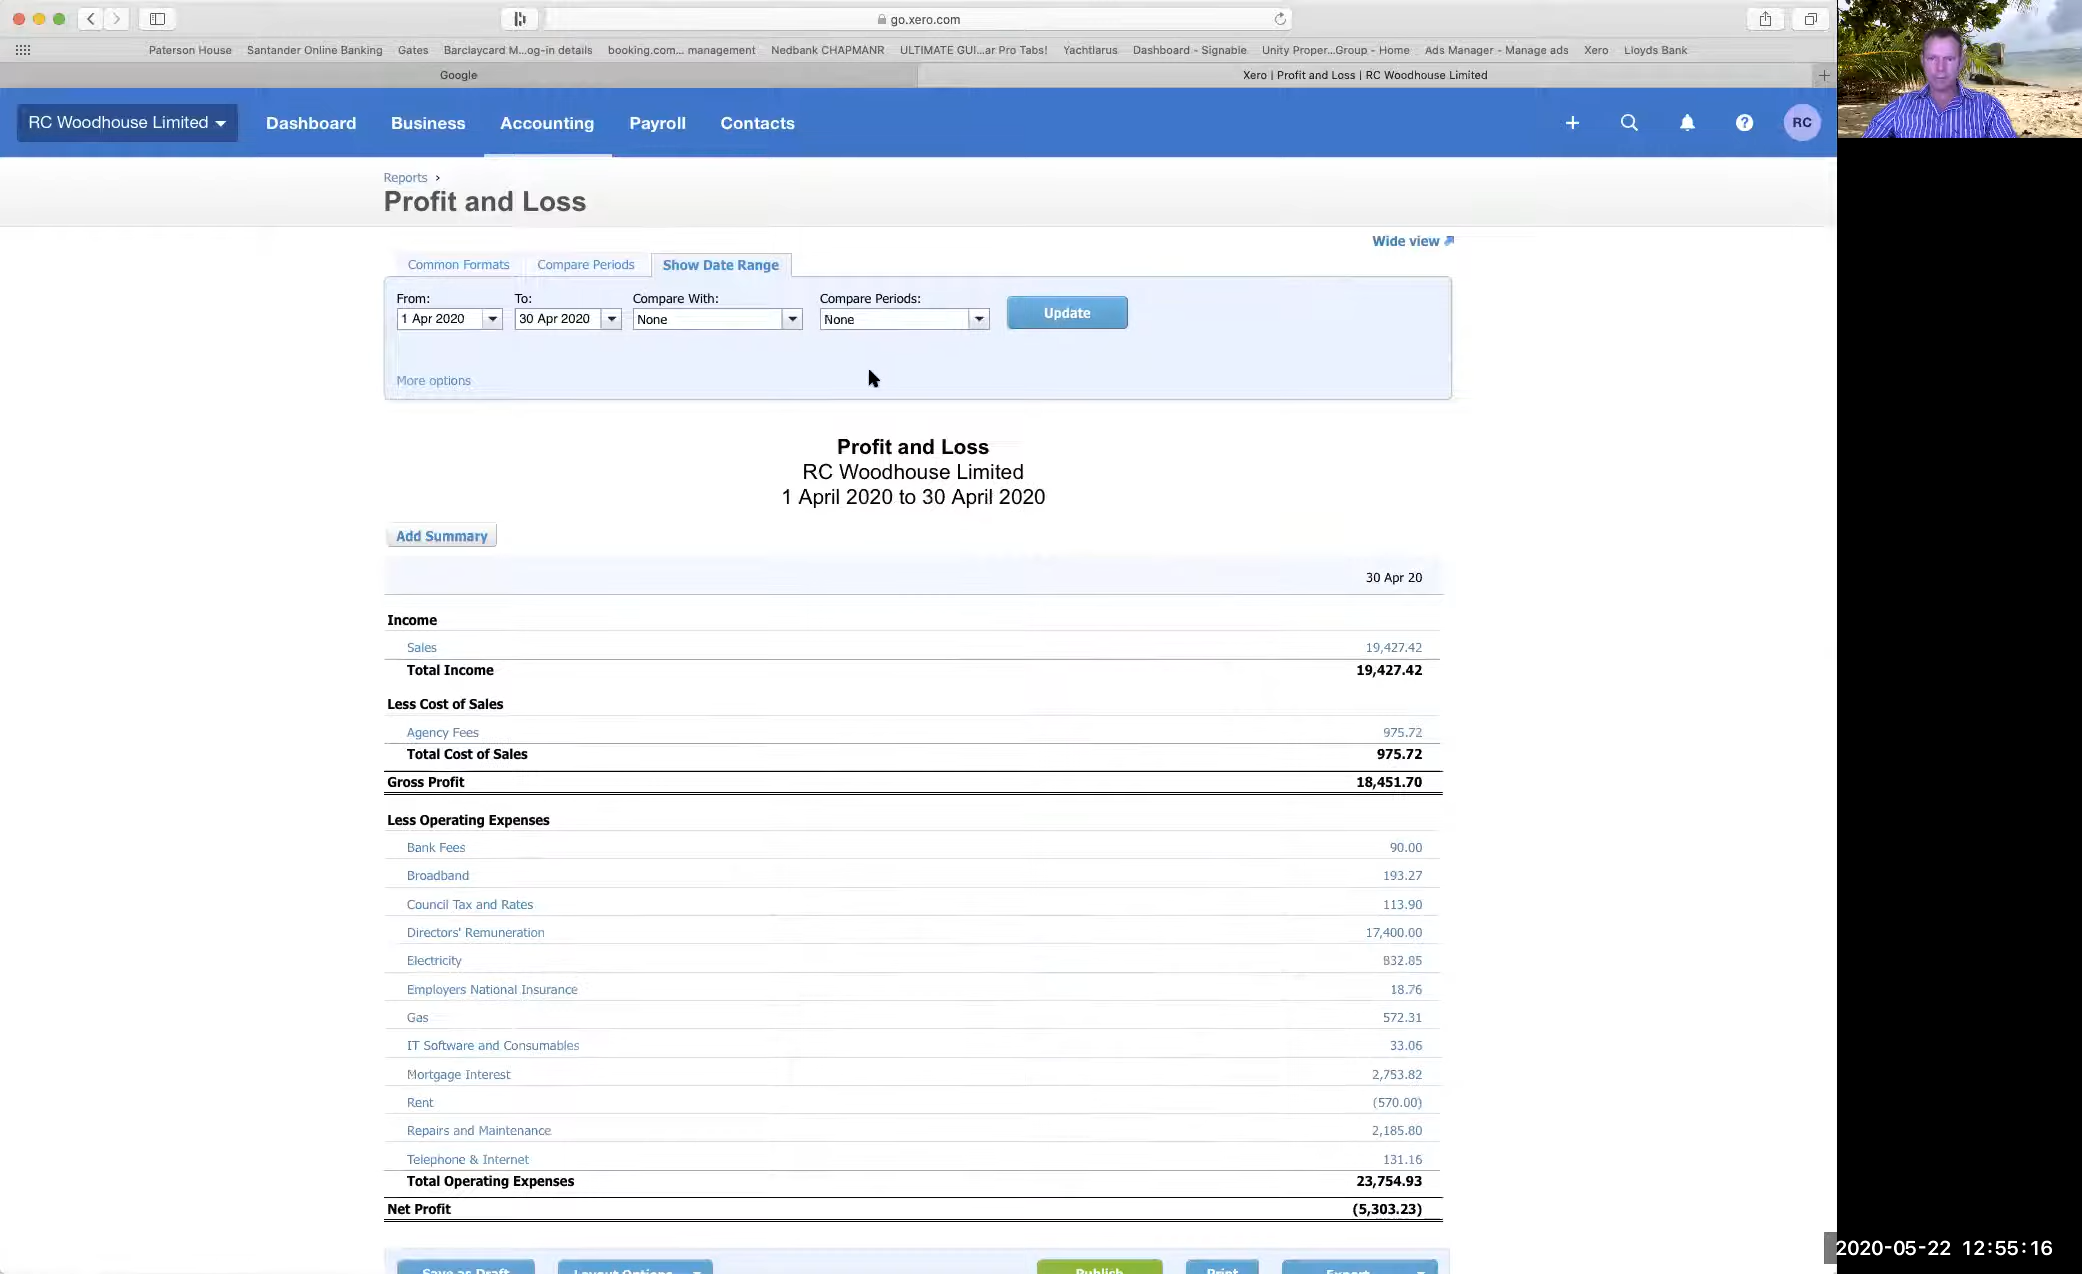 go.xero.com
Paterson House Santander Online Banking Gates Barclaycard M...og-in details booking.com... management Nedbank CHAPMANR ULTIMATE GUI...ar Pro Tabs! Yachtlarus Dashboard - Signable Unity Proper...Group - Home Ads Manager - Manage ads Xero Lloyds Bank
Google Xero | Profit and Loss | RC Woodhouse Limited
RC Woodhouse Limited Dashboard Business Accounting Payroll Contacts + ? RC
Reports ›
Profit and Loss
Wide view
Common Formats Compare Periods Show Date Range
From: To: Compare With: Compare Periods:
1 Apr 2020 30 Apr 2020 None None Update
More options
Profit and Loss
RC Woodhouse Limited
1 April 2020 to 30 April 2020
Add Summary
30 Apr 20
Income
Sales 19,427.42
Total Income 19,427.42
Less Cost of Sales
Agency Fees 975.72
Total Cost of Sales 975.72
Gross Profit 18,451.70
Less Operating Expenses
Bank Fees 90.00
Broadband 193.27
Council Tax and Rates 113.90
Directors' Remuneration 17,400.00
Electricity 832.85
Employers National Insurance 18.76
Gas 572.31
IT Software and Consumables 33.06
Mortgage Interest 2,753.82
Rent (570.00)
Repairs and Maintenance 2,185.80
Telephone & Internet 131.16
Total Operating Expenses 23,754.93
Net Profit (5,303.23)
Save as Draft Layout Options Publish Print Export
2020-05-22 12:55:16